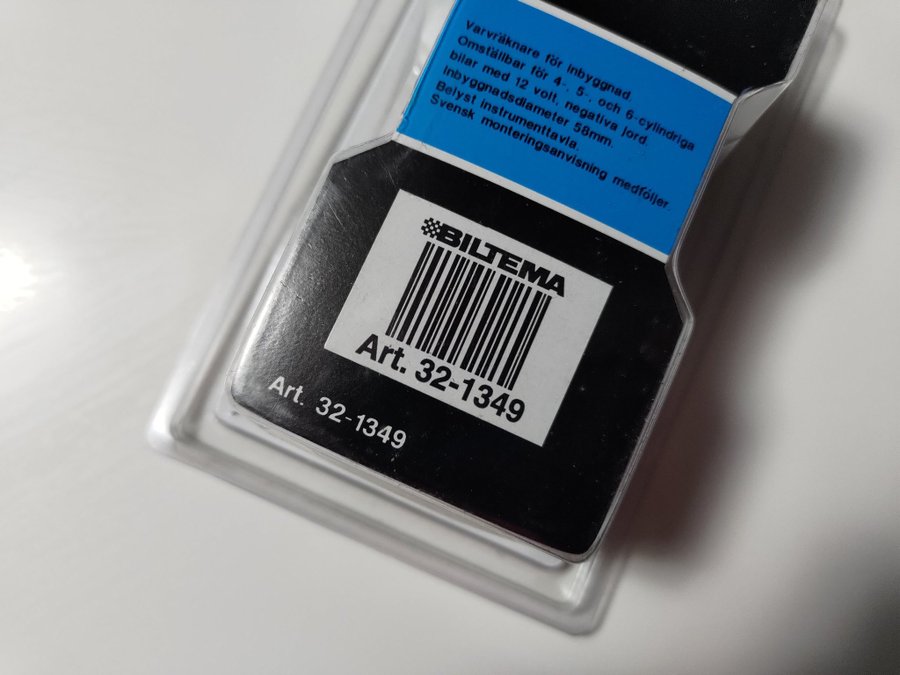 Varvräknare för inbyggnad.
Omställbar för 4-, 5-, och 6-cylindriga
bilar med 12 volt, negativa jord.
Inbyggnadsdiameter 58mm.
Belyst instrumenttavla.
Svensk monteringsanvisning medföljer.
BILTEMA
Art. 32-1349
Art. 32-1349